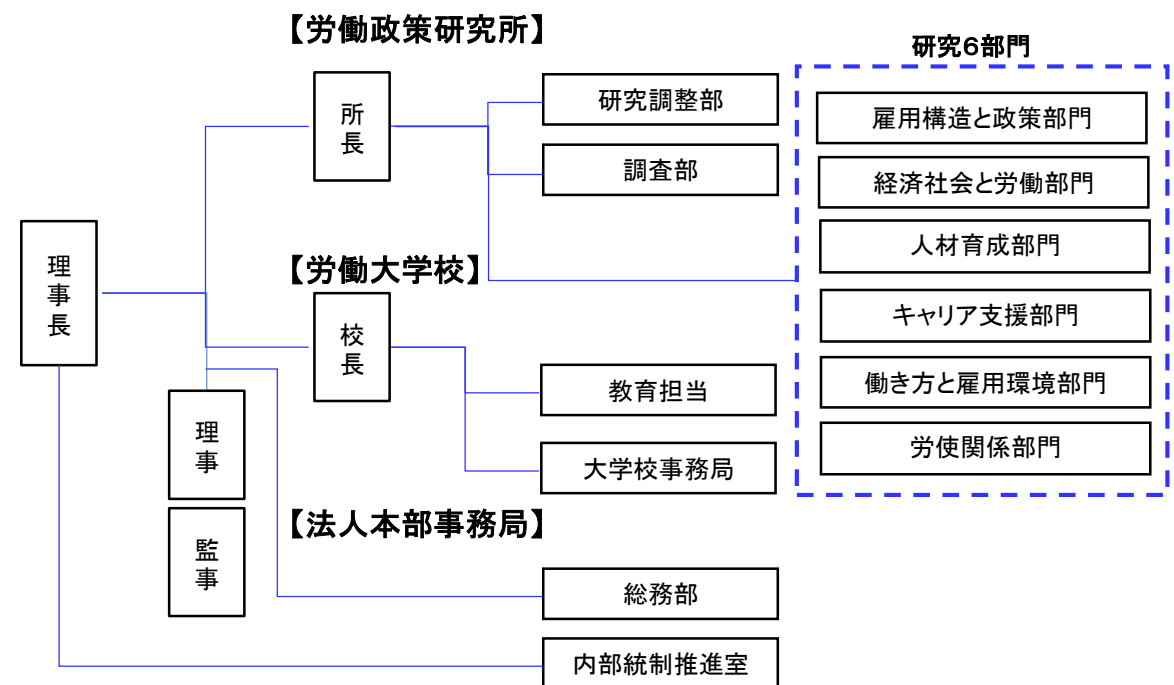 【労働政策研究所】
研究6部門
所長
研究調整部
調査部
雇用構造と政策部門
経済社会と労働部門
人材育成部門
キャリア支援部門
働き方と雇用環境部門
労使関係部門
理事長
【労働大学校】
校長
教育担当
大学校事務局
理事
監事
【法人本部事務局】
総務部
内部統制推進室